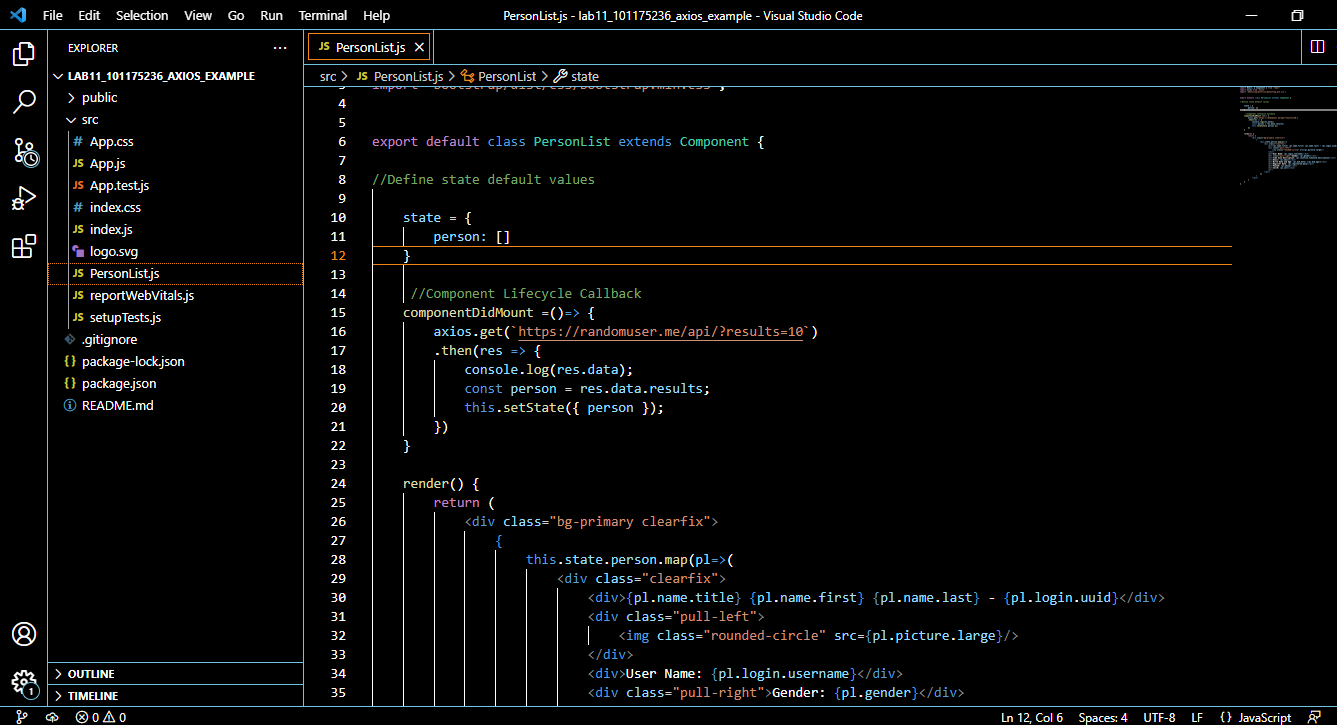 File Edit Selection View Go Run Terminal Help
PersonList.js - lab11_101175236_axios_example - Visual Studio Code
EXPLORER ···
LAB11_101175236_AXIOS_EXAMPLE
public
src
# App.css
JS App.js
JS App.test.js
# index.css
JS index.js
logo.svg
JS PersonList.js
JS reportWebVitals.js
JS setupTests.js
.gitignore
{} package-lock.json
{} package.json
README.md
OUTLINE
TIMELINE
1
JS PersonList.js
src > JS PersonList.js > PersonList > state
4
5
6 export default class PersonList extends Component {
7
8 //Define state default values
9
10 state = {
11 person: []
12 }
13
14 //Component Lifecycle Callback
15 componentDidMount =()=> {
16 axios.get(`https://randomuser.me/api/?results=10`)
17 .then(res => {
18 console.log(res.data);
19 const person = res.data.results;
20 this.setState({ person });
21 })
22 }
23
24 render() {
25 return (
26 <div class="bg-primary clearfix">
27 {
28 this.state.person.map(pl=>(
29 <div class="clearfix">
30 <div>{pl.name.title} {pl.name.first} {pl.name.last} - {pl.login.uuid}</div>
31 <div class="pull-left">
32 <img class="rounded-circle" src={pl.picture.large}/>
33 </div>
34 <div>User Name: {pl.login.username}</div>
35 <div class="pull-right">Gender: {pl.gender}</div>
0 0 Ln 12, Col 6 Spaces: 4 UTF-8 LF {} JavaScript